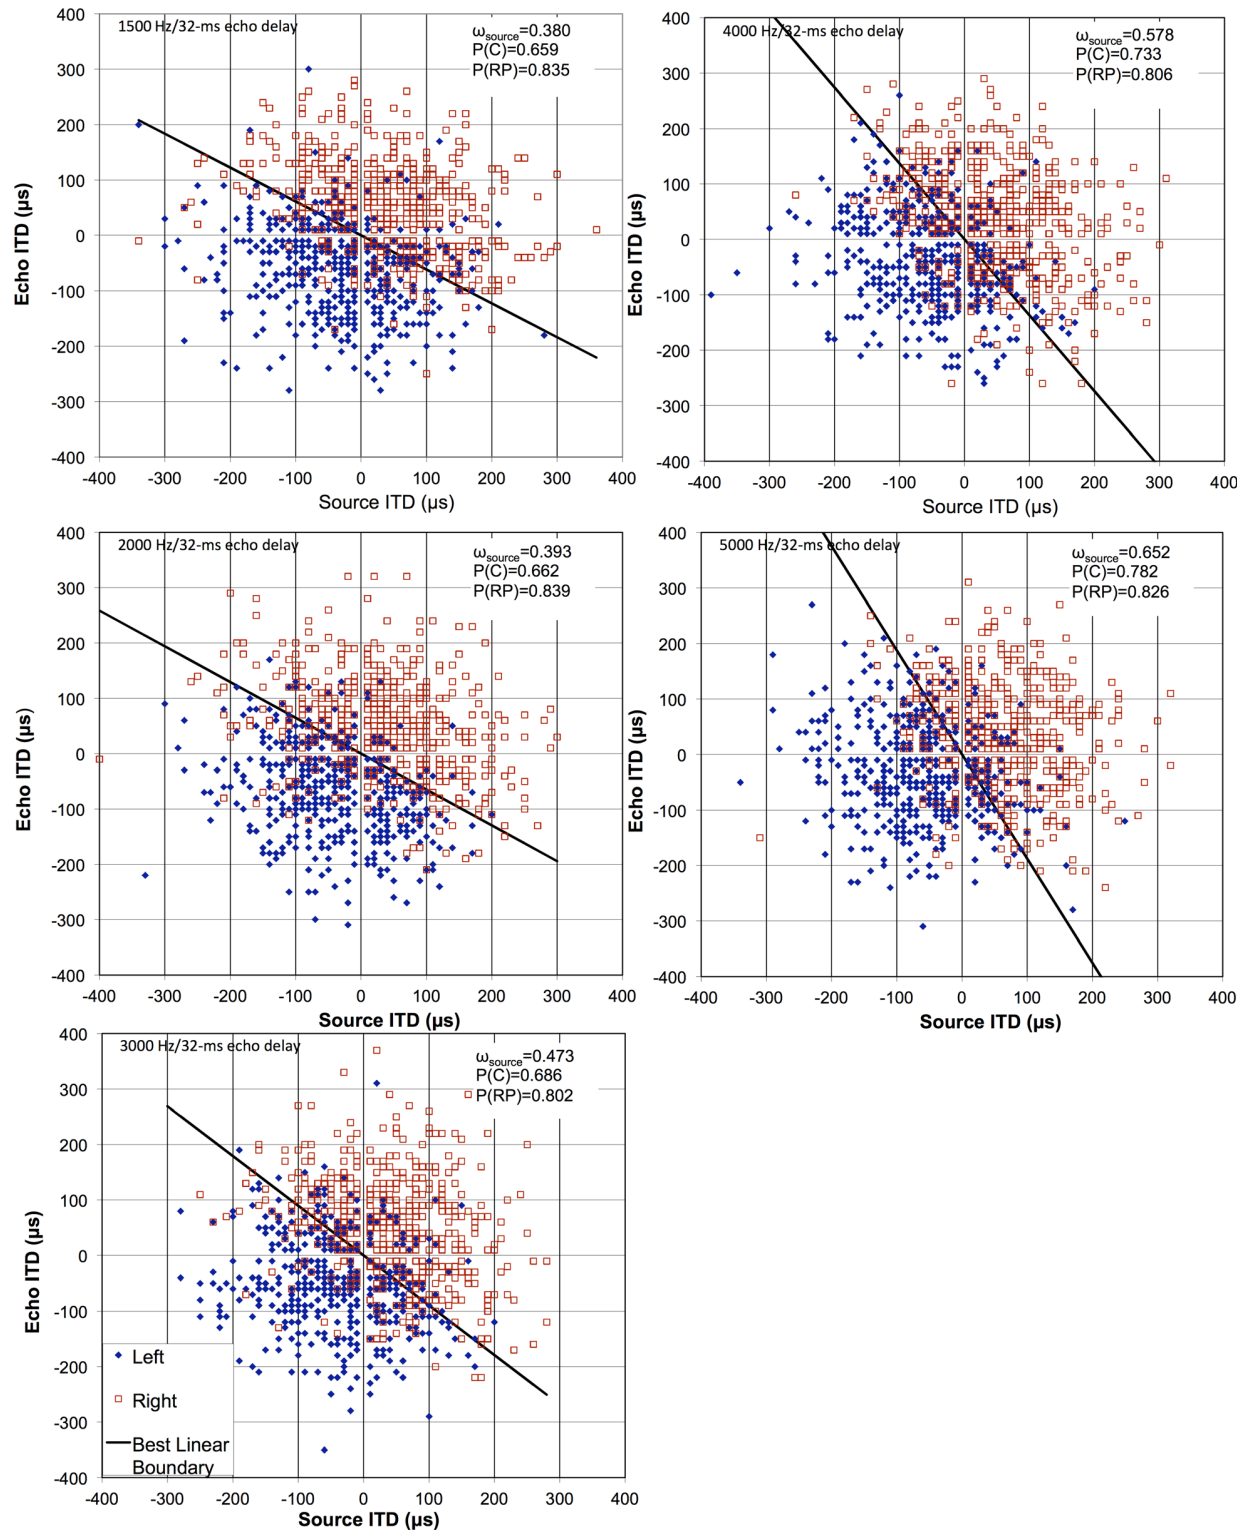 1500 Hz/32-ms echo delay
ωsource=0.380
P(C)=0.659
P(RP)=0.835
400
300
200
100
0
-100
-200
-300
-400
Echo ITD (µs)
-400 -300 -200 -100 0 100 200 300 400
Source ITD (µs)
4000 Hz/32-ms echo delay
ωsource=0.578
P(C)=0.733
P(RP)=0.806
400
300
200
100
0
-100
-200
-300
-400
Echo ITD (µs)
-400 -300 -200 -100 0 100 200 300 400
Source ITD (µs)
2000 Hz/32-ms echo delay
ωsource=0.393
P(C)=0.662
P(RP)=0.839
400
300
200
100
0
-100
-200
-300
-400
Echo ITD (µs)
-400 -300 -200 -100 0 100 200 300 400
Source ITD (µs)
5000 Hz/32-ms echo delay
ωsource=0.652
P(C)=0.782
P(RP)=0.826
400
300
200
100
0
-100
-200
-300
-400
Echo ITD (µs)
-400 -300 -200 -100 0 100 200 300 400
Source ITD (µs)
3000 Hz/32-ms echo delay
ωsource=0.473
P(C)=0.686
P(RP)=0.802
400
300
200
100
0
-100
-200
-300
-400
Echo ITD (µs)
Left
Right
Best Linear
Boundary
-400 -300 -200 -100 0 100 200 300 400
Source ITD (µs)